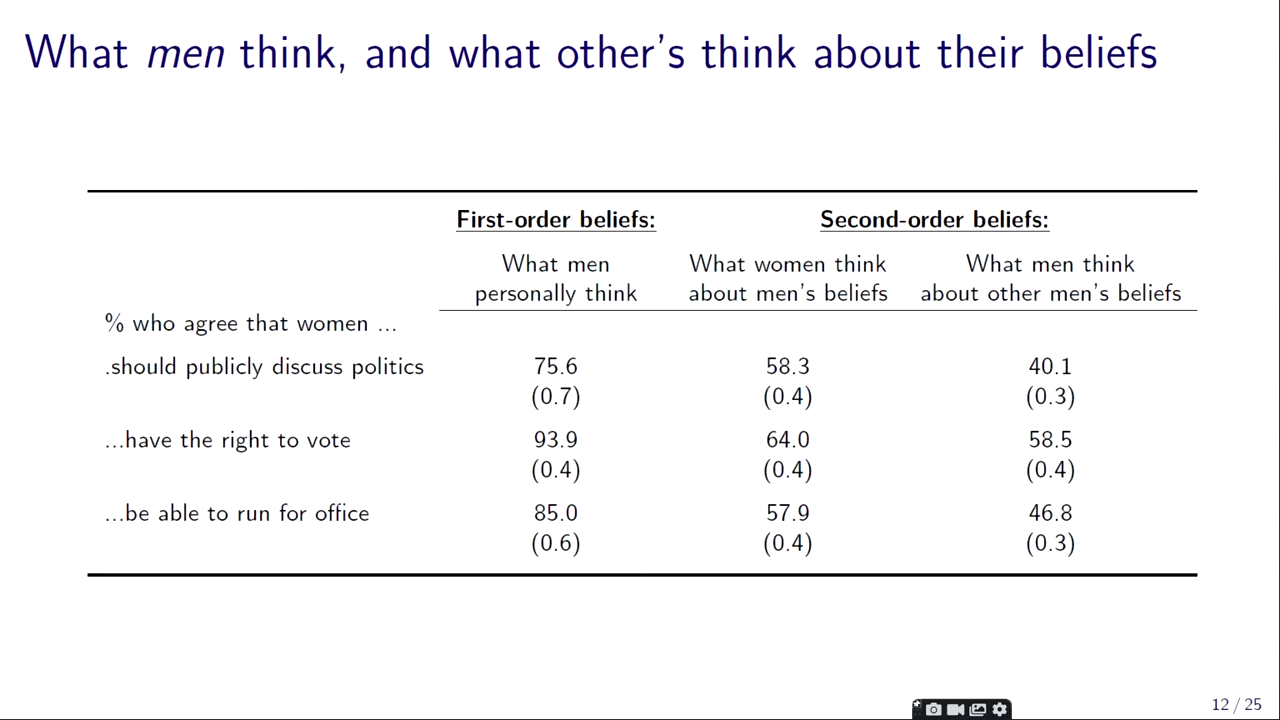 What men think, and what other's think about their beliefs
First-order beliefs: Second-order beliefs:
What men What women think What men think
personally think about men's beliefs about other men's beliefs
% who agree that women ...
.should publicly discuss politics 75.6 58.3 40.1
(0.7) (0.4) (0.3)
...have the right to vote 93.9 64.0 58.5
(0.4) (0.4) (0.4)
...be able to run for office 85.0 57.9 46.8
(0.6) (0.4) (0.3)
12 / 25